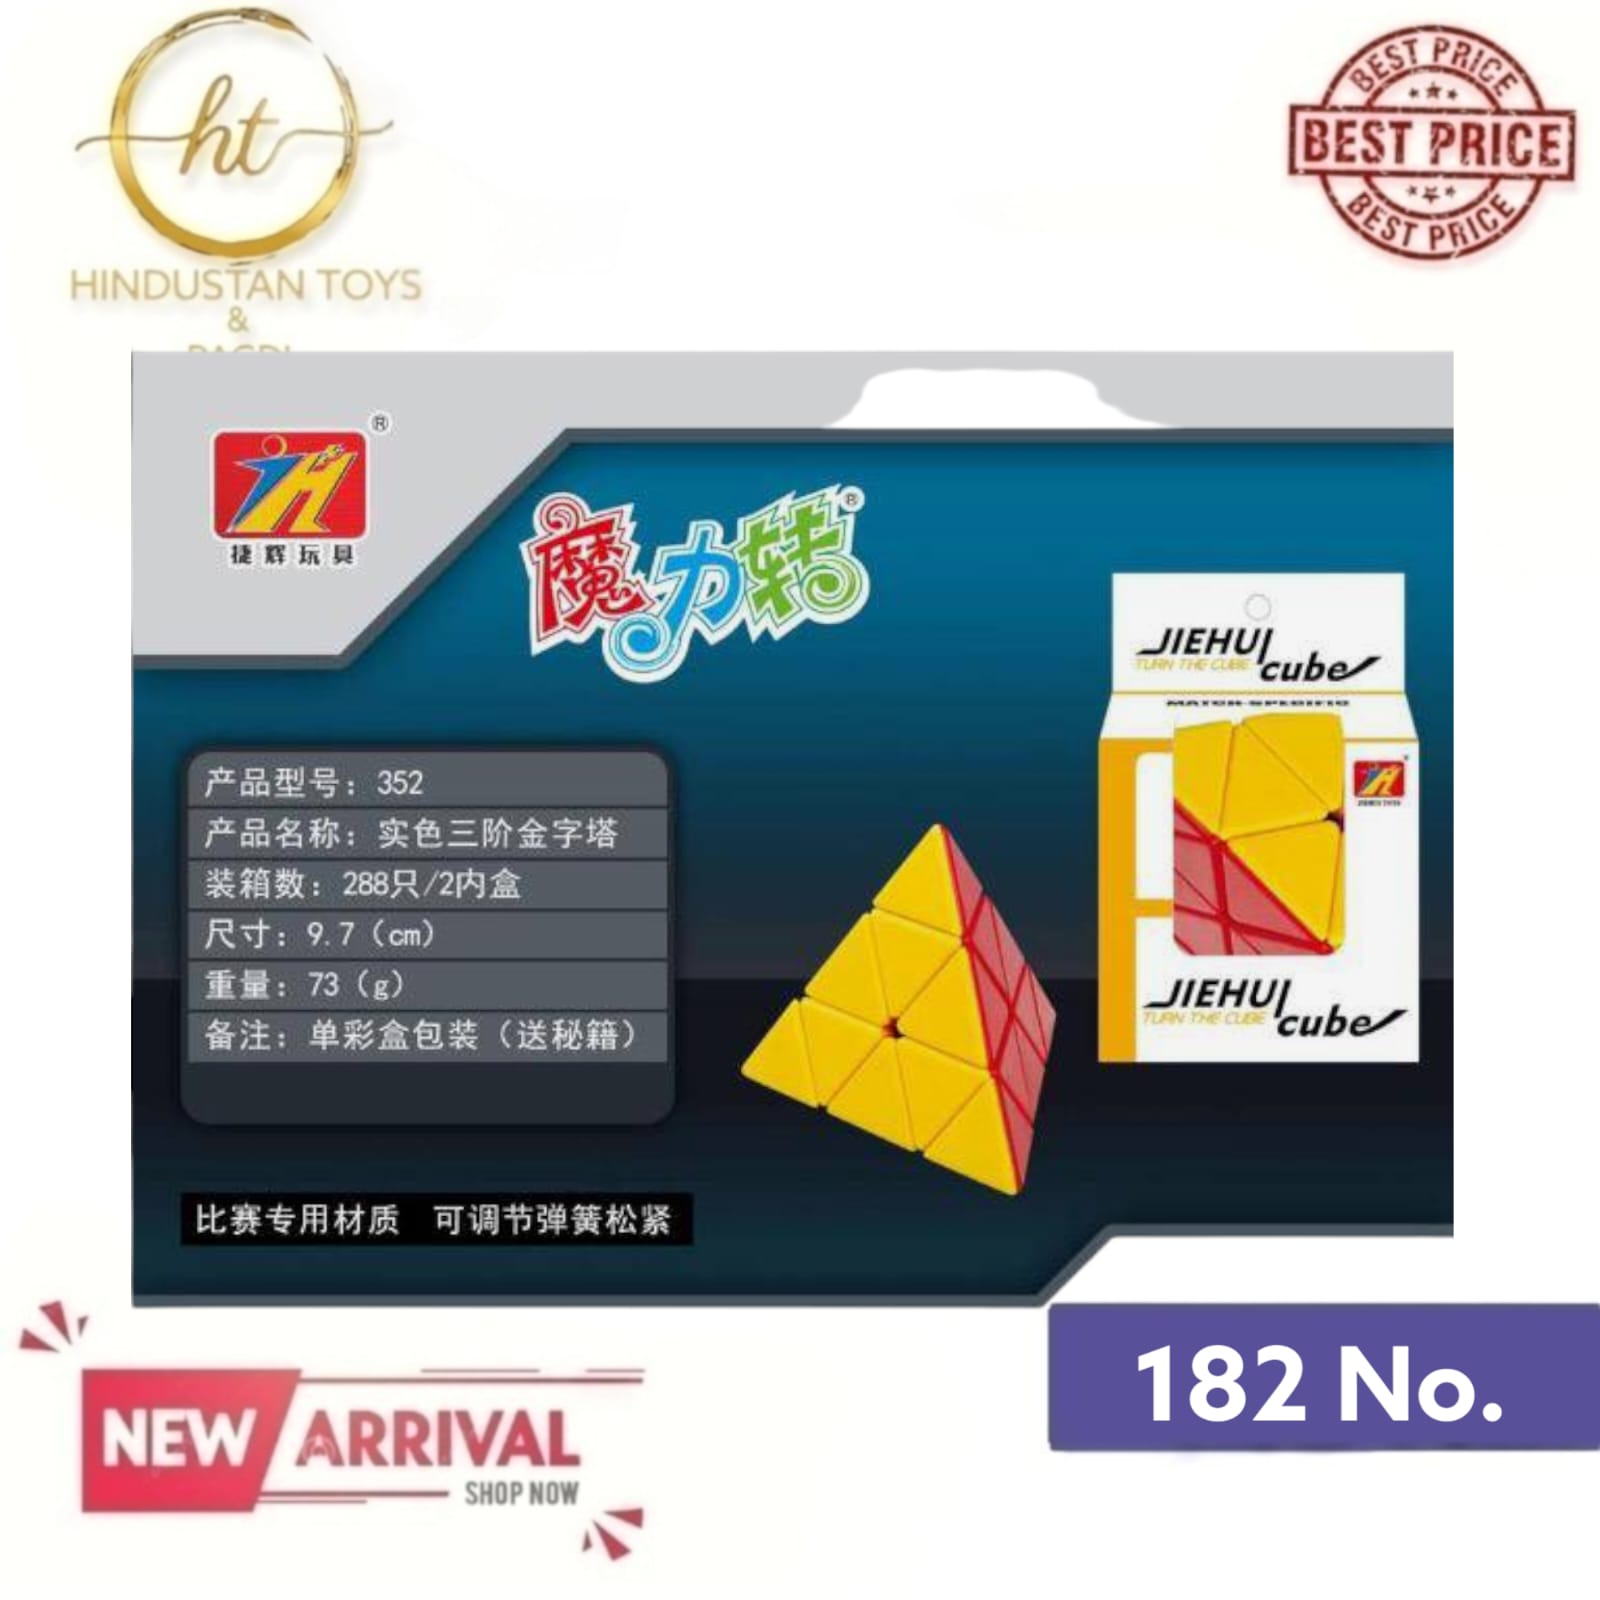 ht
HINDUSTAN TOYS
&
BEST PRICE
BEST PRICE
BEST PRICE
®
捷辉玩具
魔力转®
JIEHUI
TURN THE CUBE
cube
MATCH-SPECIFIC
产品型号：352
产品名称：实色三阶金字塔
装箱数：288只/2内盒
尺寸：9.7（cm）
重量：73（g）
备注：单彩盒包装（送秘籍）
JIEHUI
TURN THE CUBE
cube
比赛专用材质 可调节弹簧松紧
NEW ARRIVAL
SHOP NOW
182 No.